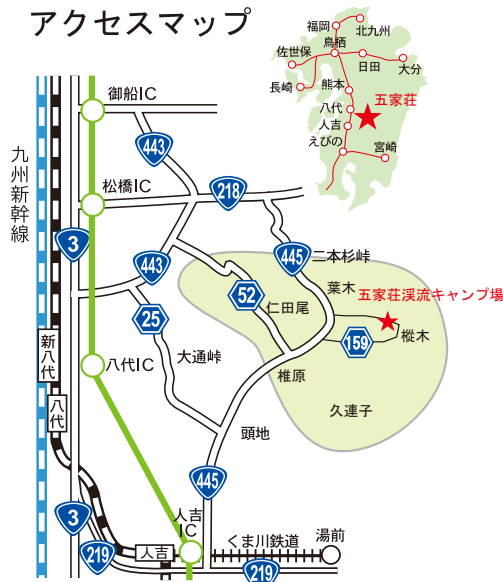 アクセスマップ
福岡
北九州
鳥栖
佐世保
日田
大分
長崎
熊本
五家荘
八代
人吉
えびの
宮崎
御船IC
443
九州新幹線
松橋IC
218
3
443
445
二本杉峠
52
仁田尾
葉木
五家荘渓流キャンプ場
25
159
樅木
新八代
大通峠
八代IC
椎原
八代
久連子
頭地
445
3
人吉
IC
219
人吉
くま川鉄道
湯前
219